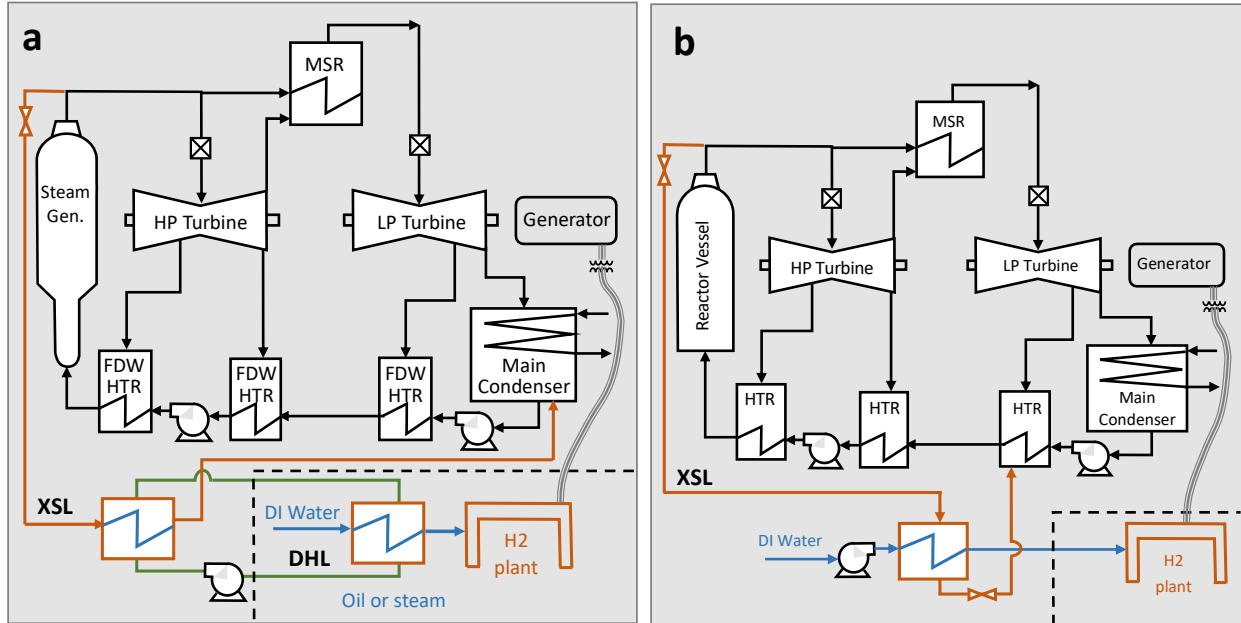 a
MSR
Steam
Gen.
HP Turbine
LP Turbine
Generator
FDW
HTR
FDW
HTR
FDW
HTR
Main
Condenser
XSL
DI Water
DHL
H2
plant
Oil or steam
b
MSR
Reactor Vessel
HP Turbine
LP Turbine
Generator
HTR
HTR
HTR
Main
Condenser
XSL
DI Water
H2
plant